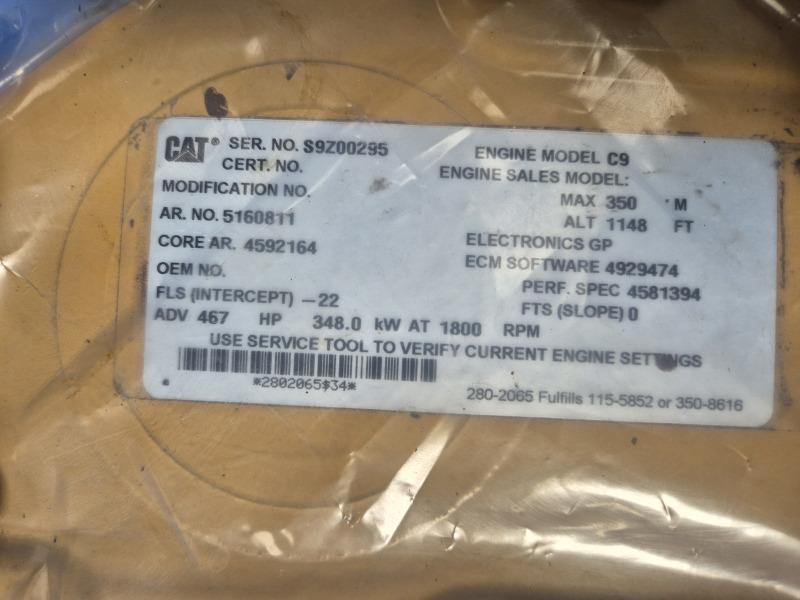 CAT® SER. NO. S9Z00295 ENGINE MODEL C9
CERT. NO. ENGINE SALES MODEL:
MODIFICATION NO. MAX 350 M
AR. NO. 5160811 ALT 1148 FT
CORE AR. 4592164 ELECTRONICS GP
OEM NO. ECM SOFTWARE 4929474
FLS (INTERCEPT) -22 PERF. SPEC 4581394
FTS (SLOPE) 0
ADV 467 HP 348.0 kW AT 1800 RPM
USE SERVICE TOOL TO VERIFY CURRENT ENGINE SETTINGS
*2802065$34*
280-2065 Fulfills 115-5852 or 350-8616